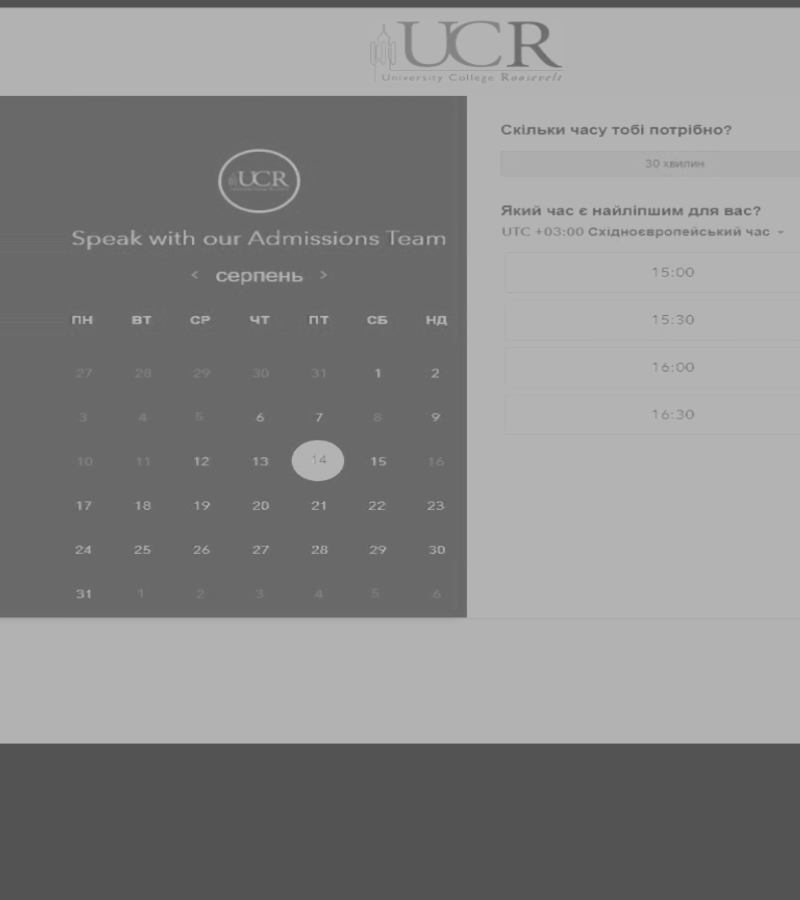 UCR
University College Roosevelt
UCR
Speak with our Admissions Team
< серпень >
ПН ВТ СР ЧТ ПТ СБ НД
27 28 29 30 31 1 2
3 4 5 6 7 8 9
10 11 12 13 14 15 16
17 18 19 20 21 22 23
24 25 26 27 28 29 30
31 1 2 3 4 5 6
Скільки часу тобі потрібно?
30 хвилин
Який час є найліпшим для вас?
UTC +03:00 Східноєвропейський час
15:00
15:30
16:00
16:30